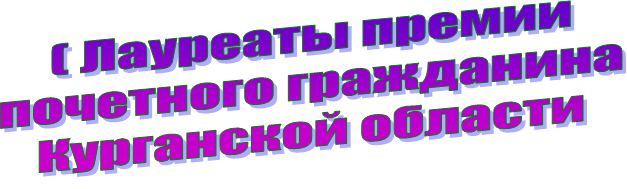 ( Лауреаты премии
почетного гражданина
Курганской области